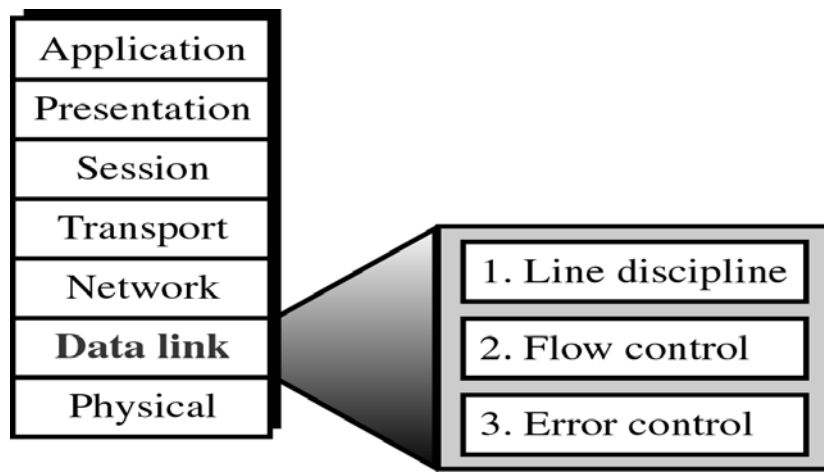 Application
Presentation
Session
Transport
Network
Data link
Physical
1. Line discipline
2. Flow control
3. Error control